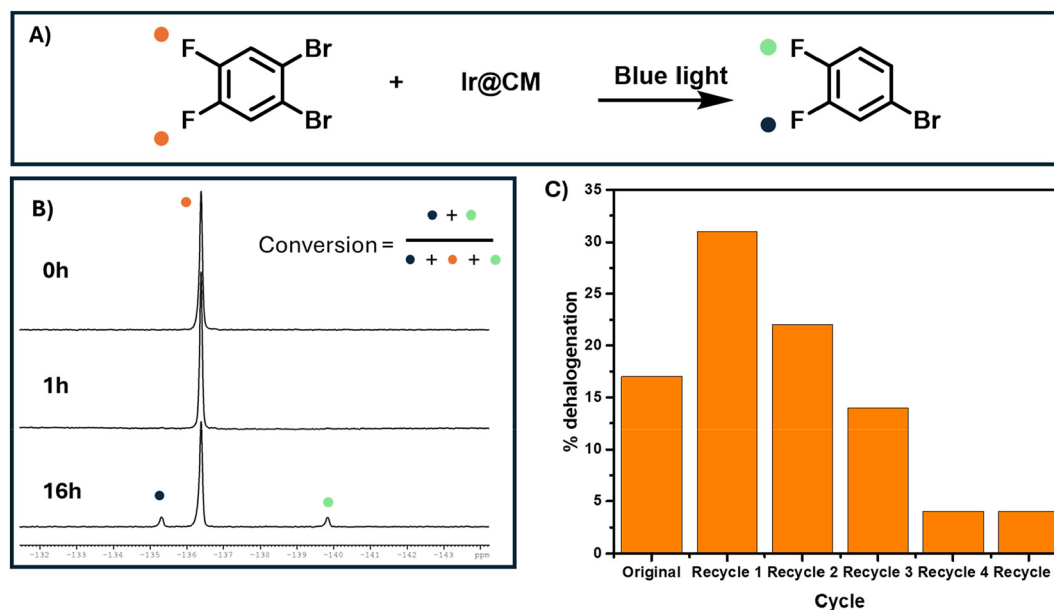 A)
F
Br
F
Br
+
Ir@CM
Blue light
F
F
Br
B)
0h
1h
16h
Conversion =
+
+ +
-132 -133 -134 -135 -136 -137 -138 -139 -140 -141 -142 -143 ppm
C)
35
30
25
20
15
10
5
0
% dehalogenation
Original Recycle 1 Recycle 2 Recycle 3 Recycle 4 Recycle
Cycle